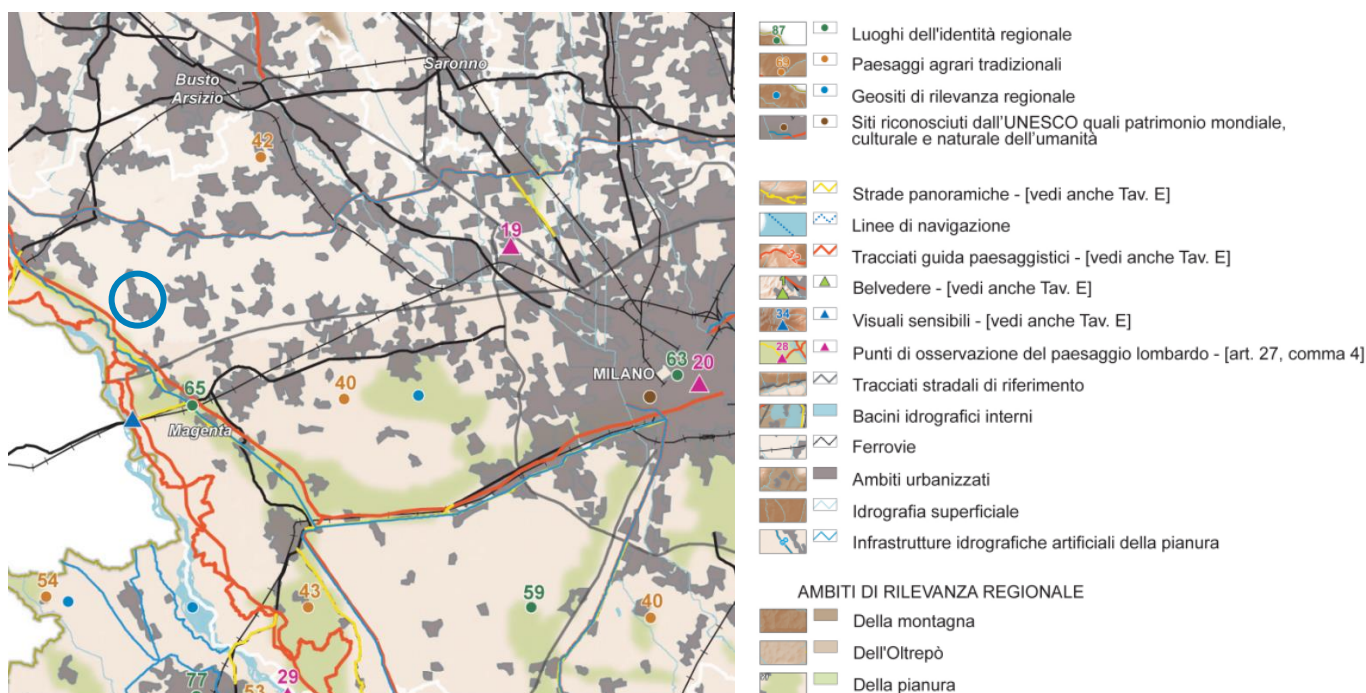 Busto
Arsizio
Saronno
42
19
MILANO
63
20
65
40
Magenta
54
43
59
40
77
53
29
87
Luoghi dell'identità regionale
69
Paesaggi agrari tradizionali
Geositi di rilevanza regionale
Siti riconosciuti dall'UNESCO quali patrimonio mondiale,
culturale e naturale dell'umanità
Strade panoramiche - [vedi anche Tav. E]
Linee di navigazione
Tracciati guida paesaggistici - [vedi anche Tav. E]
Belvedere - [vedi anche Tav. E]
34
Visuali sensibili - [vedi anche Tav. E]
28
Punti di osservazione del paesaggio lombardo - [art. 27, comma 4]
Tracciati stradali di riferimento
Bacini idrografici interni
Ferrovie
Ambiti urbanizzati
Idrografia superficiale
Infrastrutture idrografiche artificiali della pianura
AMBITI DI RILEVANZA REGIONALE
Della montagna
Dell'Oltrepò
Della pianura